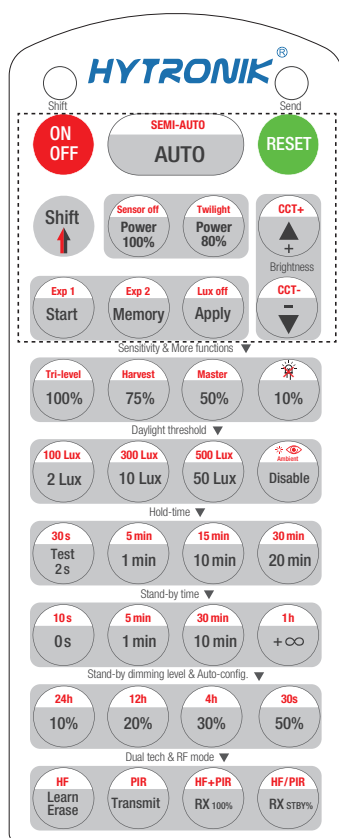 HYTRONIK®
Shift Send
ON SEMI-AUTO RESET
OFF AUTO
Shift Sensor off Twilight CCT+
Power Power +
100% 80%
Brightness
Exp 1 Exp 2 Lux off CCT-
Start Memory Apply -
Sensitivity & More functions ▼
Tri-level Harvest Master
100% 75% 50% 10%
Daylight threshold ▼
100 Lux 300 Lux 500 Lux Ambient
2 Lux 10 Lux 50 Lux Disable
Hold-time ▼
30s 5 min 15 min 30 min
Test 1 min 10 min 20 min
2s
Stand-by time ▼
10s 5 min 30 min 1h
0s 1 min 10 min +∞
Stand-by dimming level & Auto-config. ▼
24h 12h 4h 30s
10% 20% 30% 50%
Dual tech & RF mode ▼
HF PIR HF+PIR HF/PIR
Learn Transmit RX 100% RX STBY%
Erase